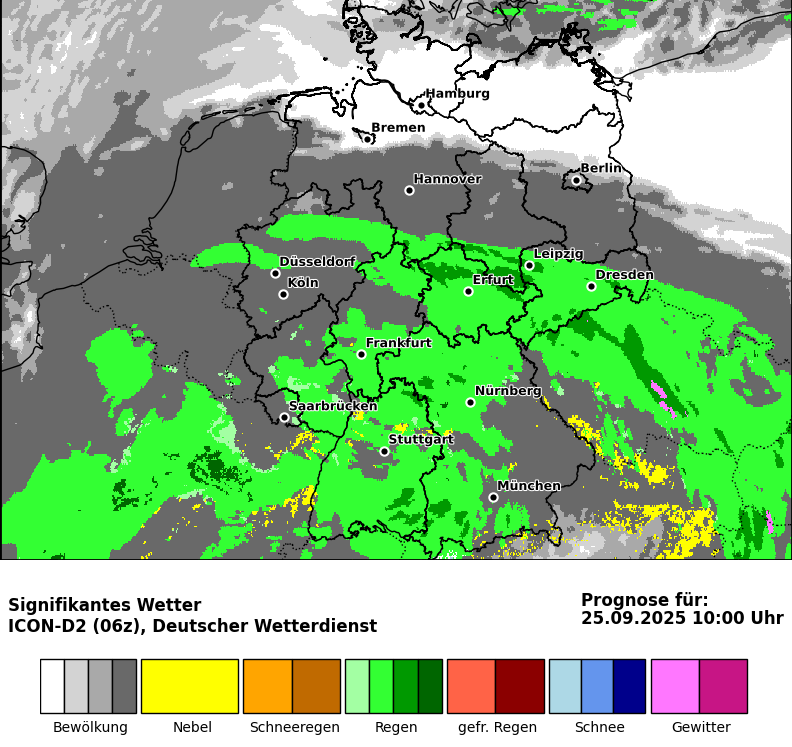 Hamburg
Bremen
Hannover
Berlin
Leipzig
Düsseldorf
Köln
Erfurt
Dresden
Frankfurt
Nürnberg
Saarbrücken
Stuttgart
München
Signifikantes Wetter
ICON-D2 (06z), Deutscher Wetterdienst
Prognose für:
25.09.2025 10:00 Uhr
Bewölkung Nebel Schneeregen Regen gefr. Regen Schnee Gewitter